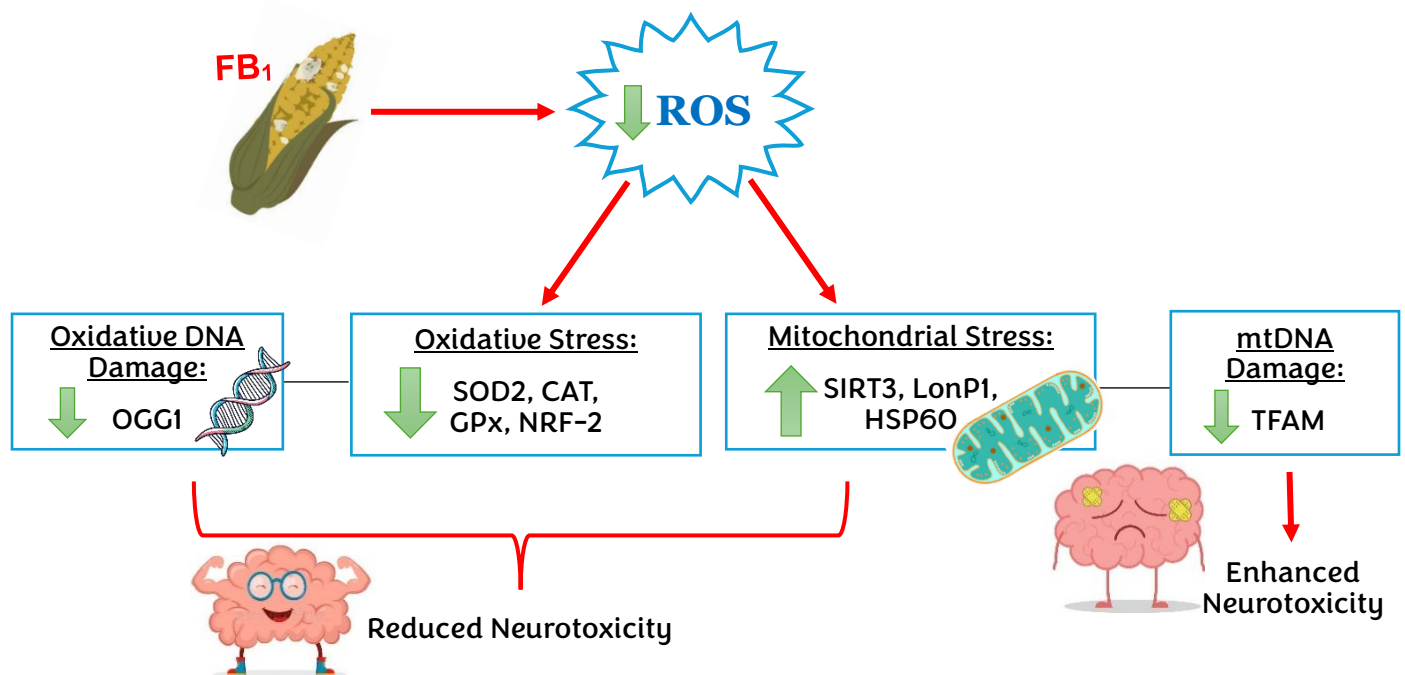 FB₁
ROS
Oxidative DNA
Damage:
OGG1
Oxidative Stress:
SOD2, CAT,
GPx, NRF-2
Mitochondrial Stress:
SIRT3, LonP1,
HSP60
mtDNA
Damage:
TFAM
Reduced Neurotoxicity
Enhanced
Neurotoxicity